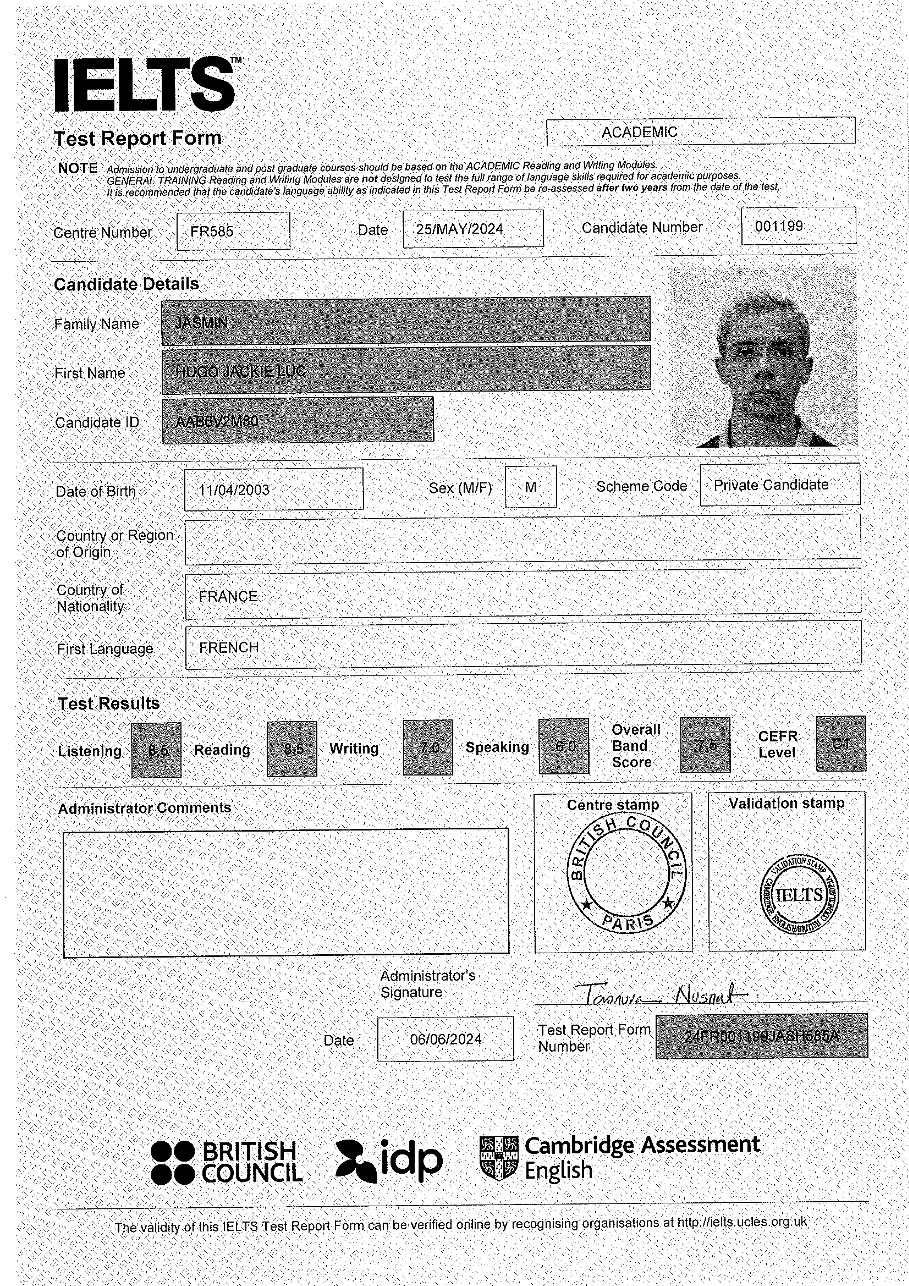 IELTS™
Test Report Form
ACADEMIC
NOTE Admission to undergraduate and post graduate courses should be based on the ACADEMIC Reading and Writing Modules.
GENERAL TRAINING Reading and Writing Modules are not designed to test the full range of language skills required for academic purposes.
It is recommended that the candidate's language ability as indicated in this Test Report Form be re-assessed after two years from the date of the test.
Centre Number FR585 Date 25/MAY/2024 Candidate Number 001199
Candidate Details
Family Name JASMIN
First Name HUGO JACKIE LUC
Candidate ID
Date of Birth 11/04/2003 Sex (M/F) M Scheme Code Private Candidate
Country or Region
of Origin
Country of
Nationality
FRANCE
First Language FRENCH
Test Results
Listening 8.5 Reading 8.5 Writing 7.0 Speaking 6.0 Overall Band Score 7.5 CEFR Level C1
Administrator Comments
Centre stamp
BRITISH COUNCIL
PARIS
Validation stamp
VALIDATION STAMP
IELTS
Administrator's
Signature
Date 06/06/2024
Test Report Form
Number
24FR001199JASH585A
BRITISH
COUNCIL
idp
Cambridge Assessment
English
The validity of this IELTS Test Report Form can be verified online by recognising organisations at http://ielts.ucles.org.uk